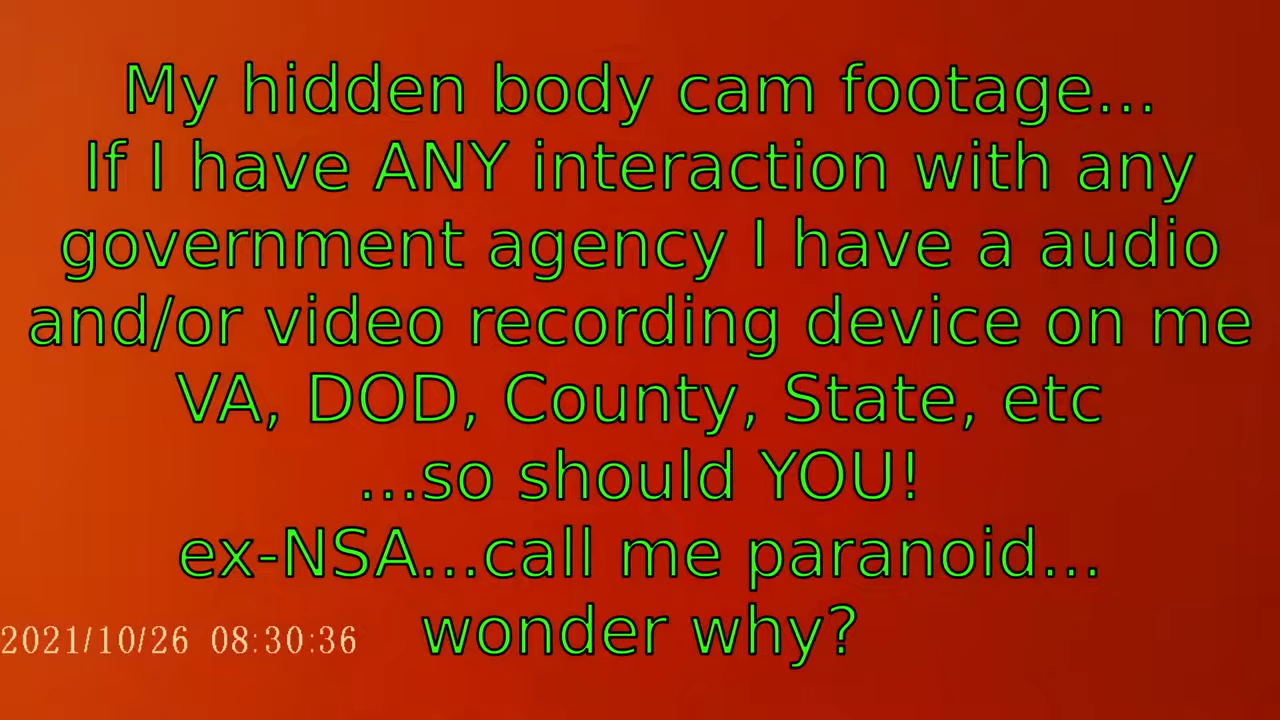 My hidden body cam footage...
If I have ANY interaction with any
government agency I have a audio
and/or video recording device on me
VA, DOD, County, State, etc
...so should YOU!
ex-NSA...call me paranoid...
wonder why?
2021/10/26 08:30:36